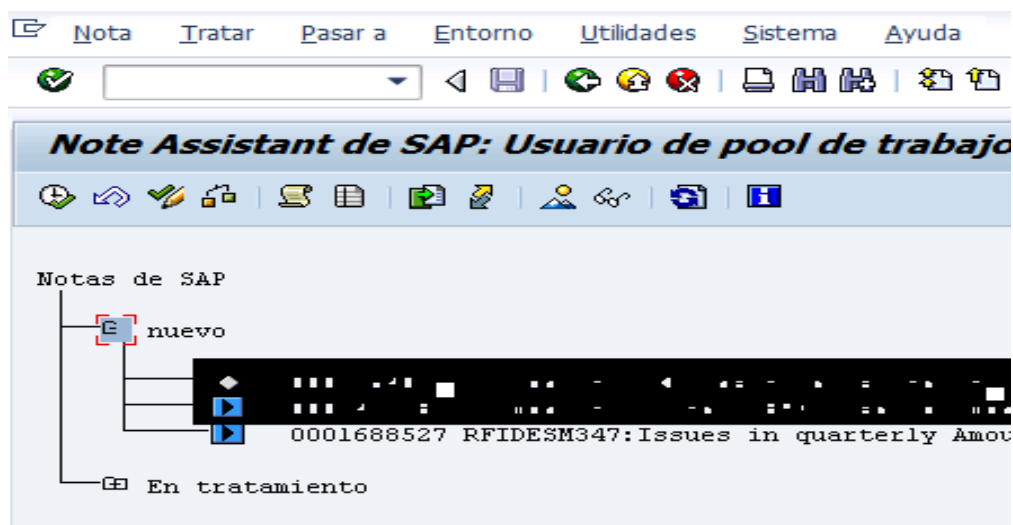 Nota Tratar Pasar a Entorno Utilidades Sistema Ayuda
Note Assistant de SAP: Usuario de pool de trabajo
Notas de SAP
nuevo
0001688527 RFIDESM347:Issues in quarterly Amou
En tratamiento